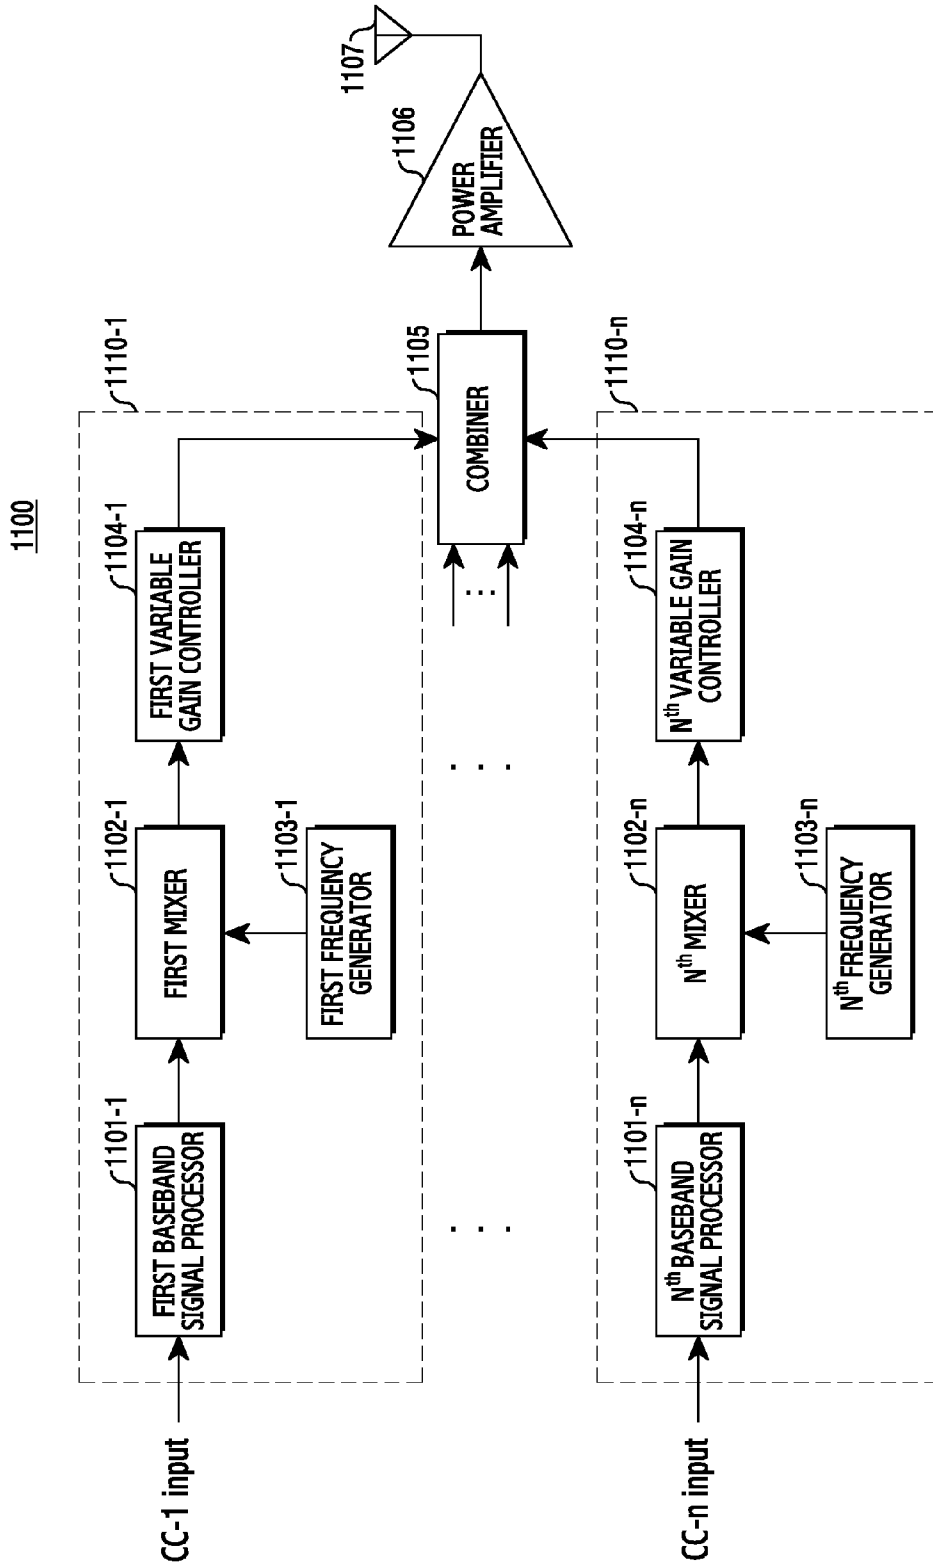 1100
1110-1
CC-1 input
1101-1
FIRST BASEBAND
SIGNAL PROCESSOR
1102-1
FIRST MIXER
1103-1
FIRST FREQUENCY
GENERATOR
1104-1
FIRST VARIABLE
GAIN CONTROLLER
. . .
. . .
...
1105
COMBINER
1106
POWER
AMPLIFIER
1107
1110-n
CC-n input
1101-n
Nth BASEBAND
SIGNAL PROCESSOR
1102-n
Nth MIXER
1103-n
Nth FREQUENCY
GENERATOR
1104-n
Nth VARIABLE GAIN
CONTROLLER